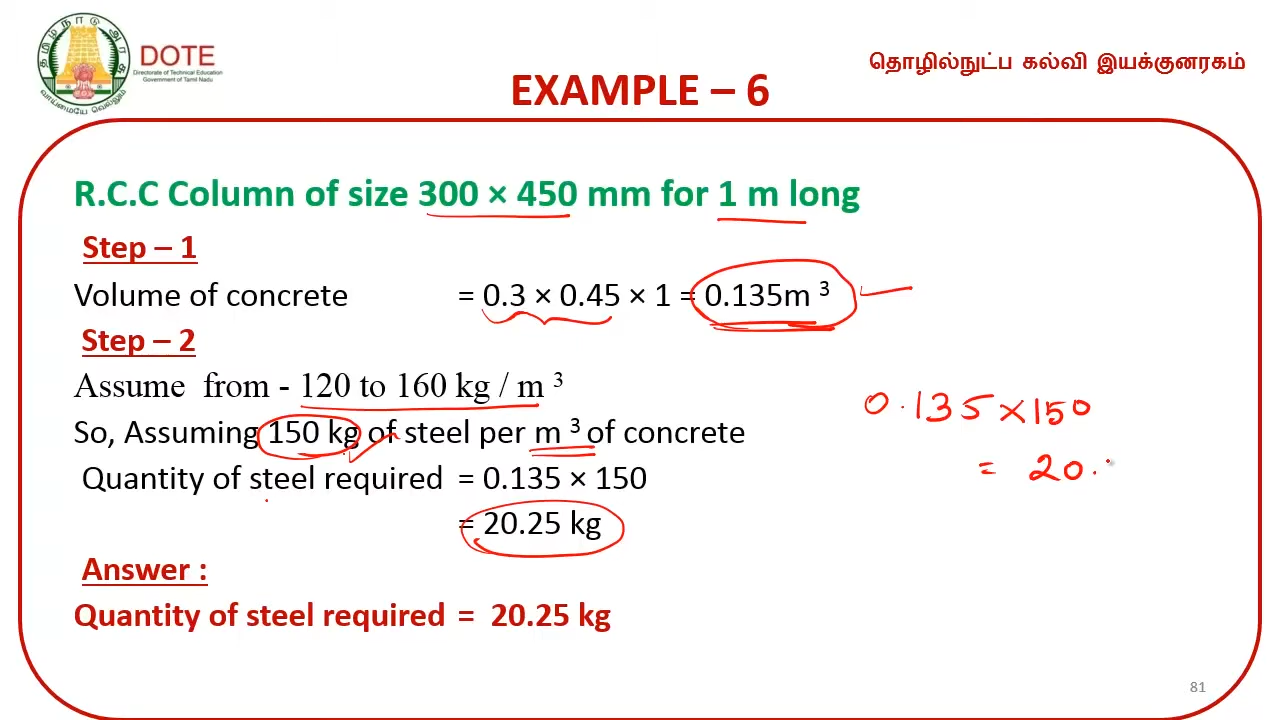 தமிழ்நாடு அரசு
வாய்மையே வெல்லும்
DOTE
Directorate of Technical Education
Government of Tamil Nadu
தொழில்நுட்ப கல்வி இயக்குனரகம்
EXAMPLE – 6
R.C.C Column of size 300 × 450 mm for 1 m long
Step – 1
Volume of concrete = 0.3 × 0.45 × 1 = 0.135m ³
Step – 2
Assume from - 120 to 160 kg / m ³
So, Assuming 150 kg of steel per m ³ of concrete
Quantity of steel required = 0.135 × 150
= 20.25 kg
Answer :
Quantity of steel required = 20.25 kg
0.135 × 150
= 20.
81